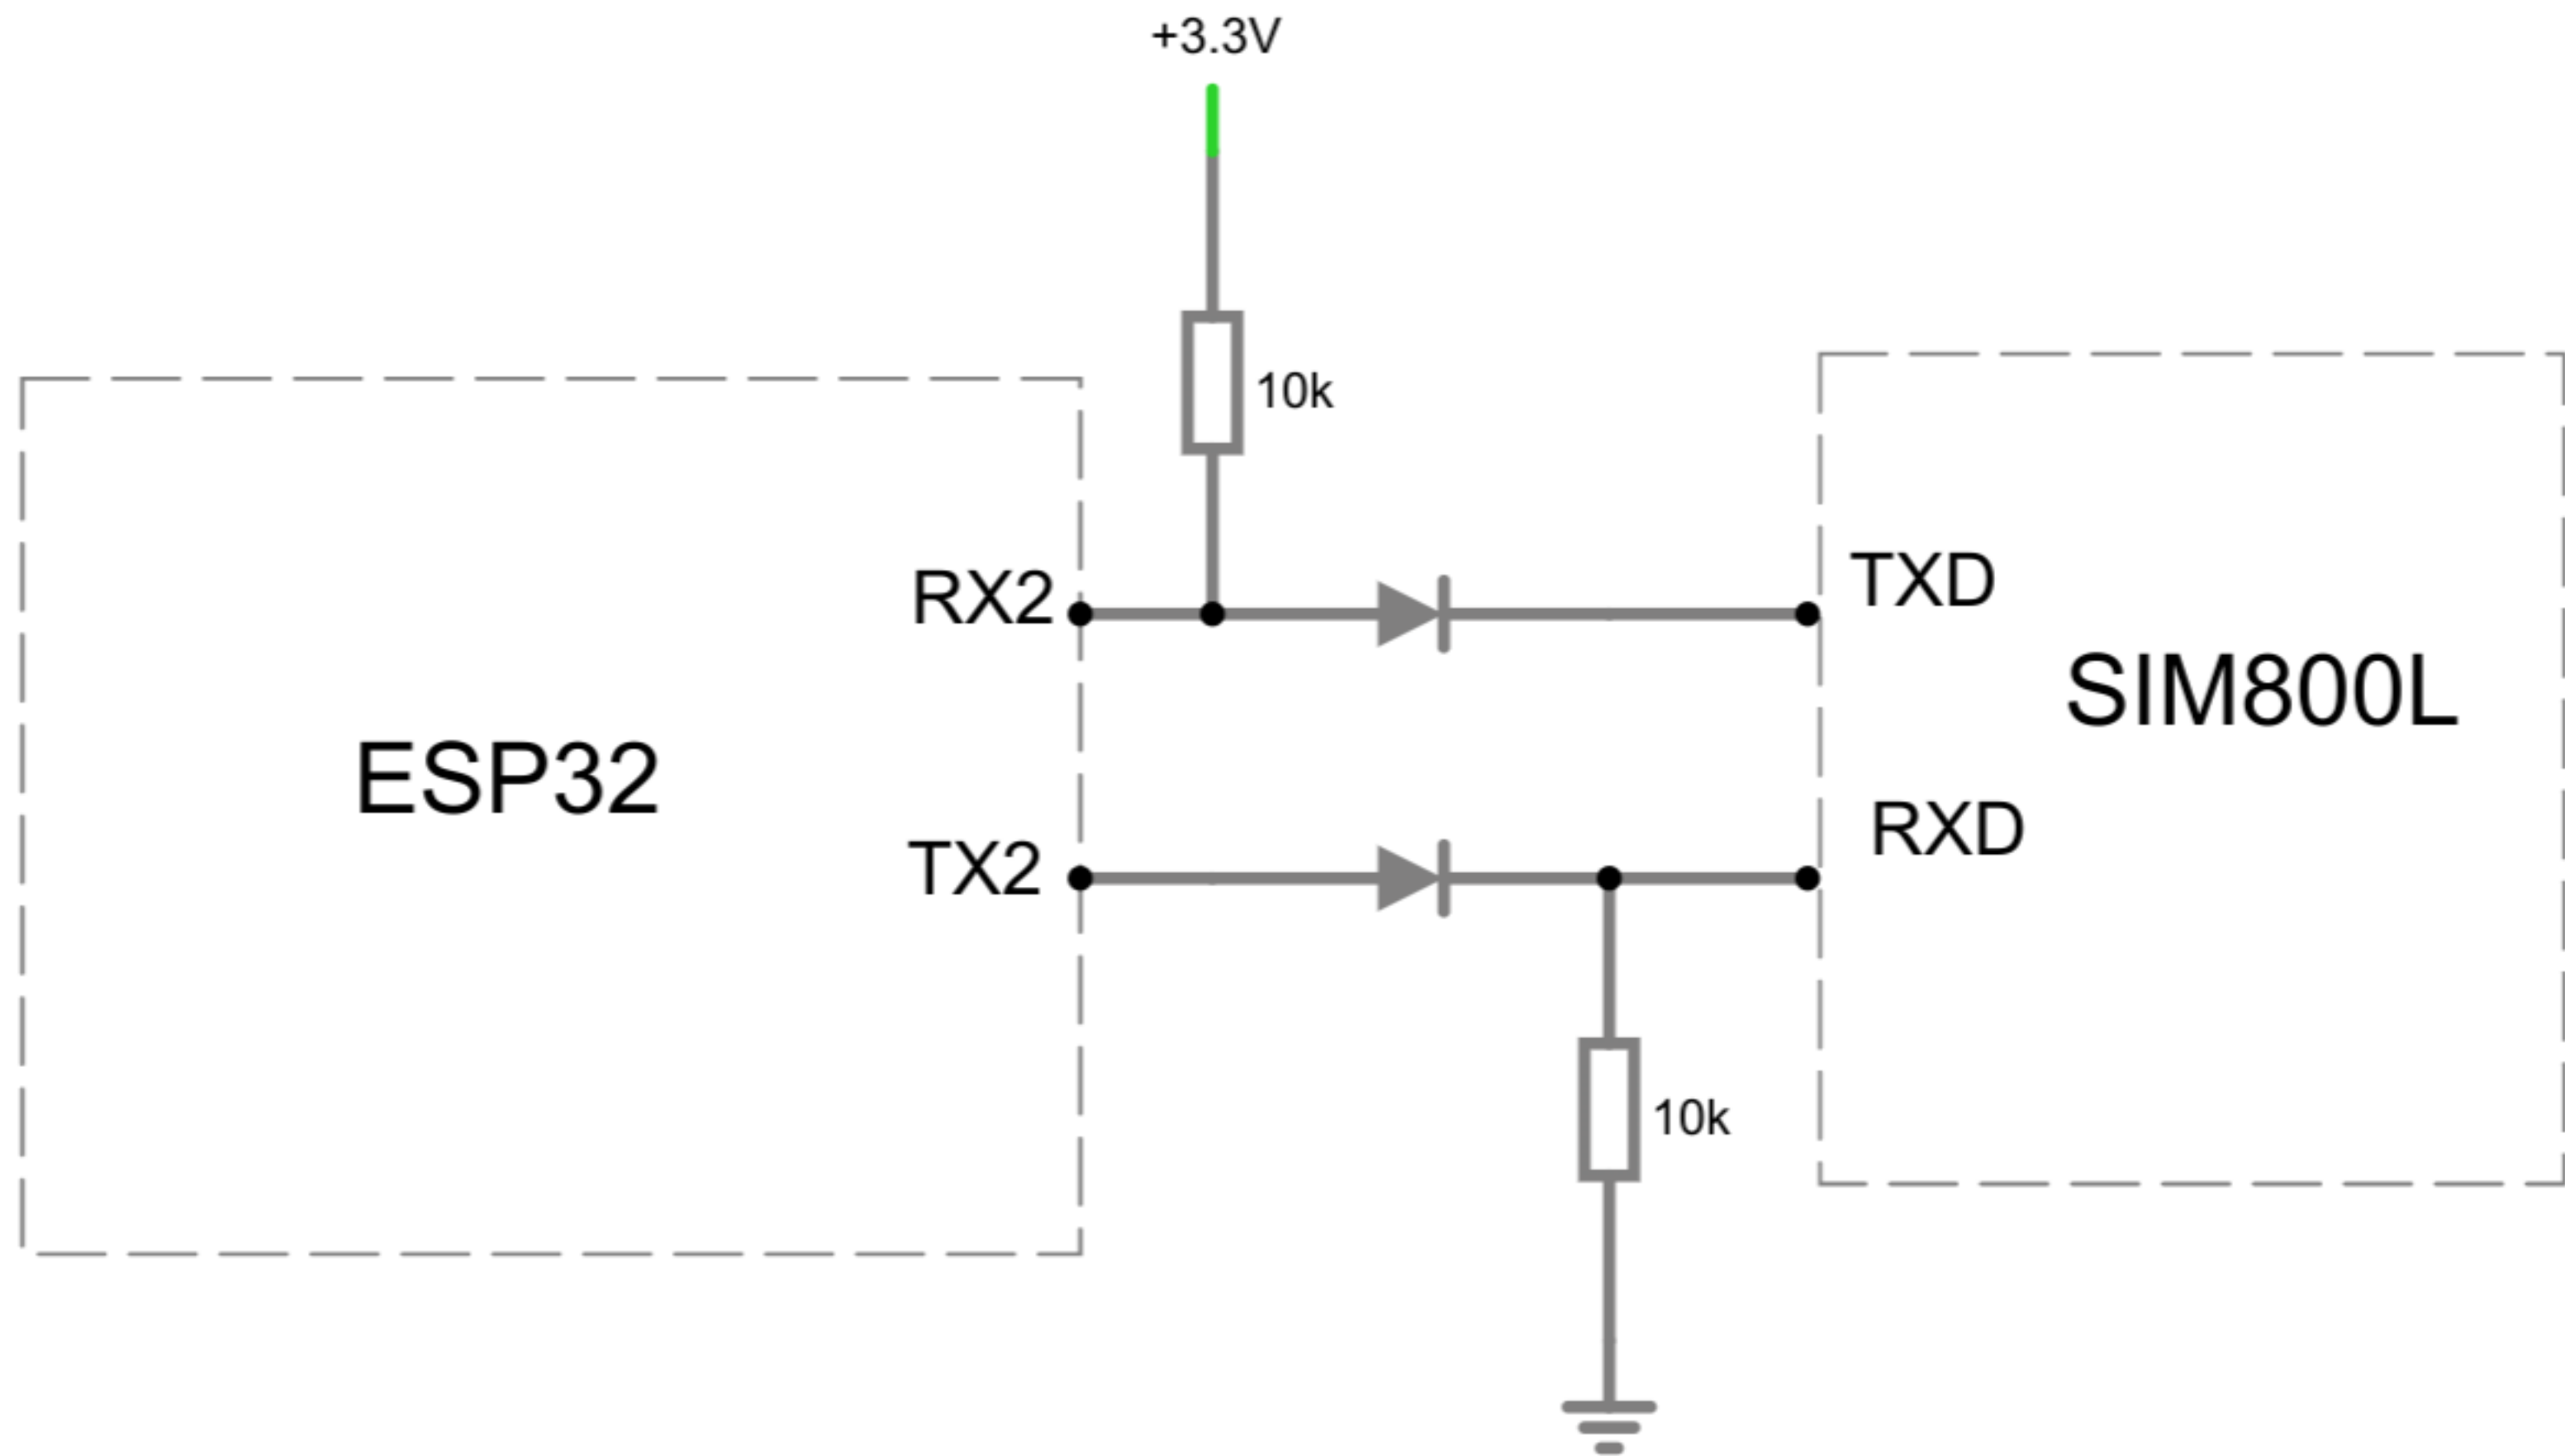 +3.3V
10k
RX2
TXD
SIM800L
ESP32
TX2
RXD
10k